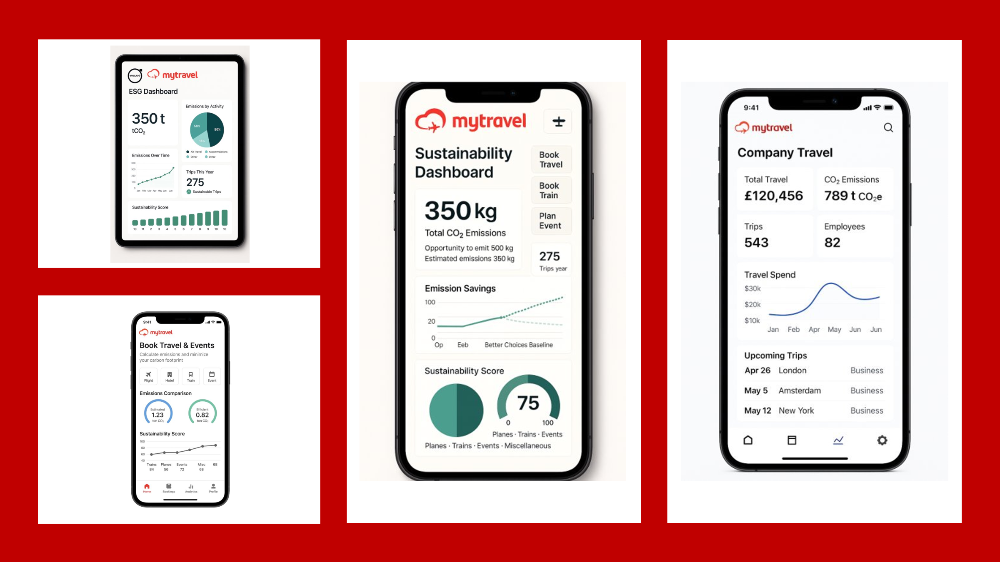 VOLVO mytravel
ESG Dashboard
350 t
tCO₂
Emissions by Activity
50%
50%
16%
Air Travel
Accommdations
Other
Other
Emissions Over Time
350
300
250
100
0
Jan Feb Mar Apr May Jun Jun
Trips This Year
275
Sustainable Trips
Sustainability Score
10 11 2 3 4 5 6 7 8 9 10 10
9:41
mytravel
Book Travel & Events
Calculate emissions and minimize
your carbon footprint
Flight Hotel Train Event
Emissions Comparison
Estimated
1.23
ton CO₂
Efficient
0.82
ton CO₂
Sustainability Score
100
80
60
40
Trains Planes Events Misc 68
84 56 72 68
Home Bookings Analytics Profile
mytravel
Sustainability
Dashboard
Book
Travel
Book
Train
Plan
Event
350 kg
Total CO₂ Emissions
Opportunity to emit 500 kg
Estimated emissions 350 kg
275
Trips year
Emission Savings
100
20
0
Op Eeb Better Choices Baseline
Sustainability Score
75
0 100
Planes · Trains · Events
Planes · Trains · Events · Miscellaneous
9:41
mytravel
Company Travel
Total Travel
£120,456
CO₂ Emissions
789 t CO₂e
Trips
543
Employees
82
Travel Spend
$30k
$20k
$10k
Jan Feb Apr May Jun Jun
Upcoming Trips
Apr 26 London Business
May 5 Amsterdam Business
May 12 New York Business